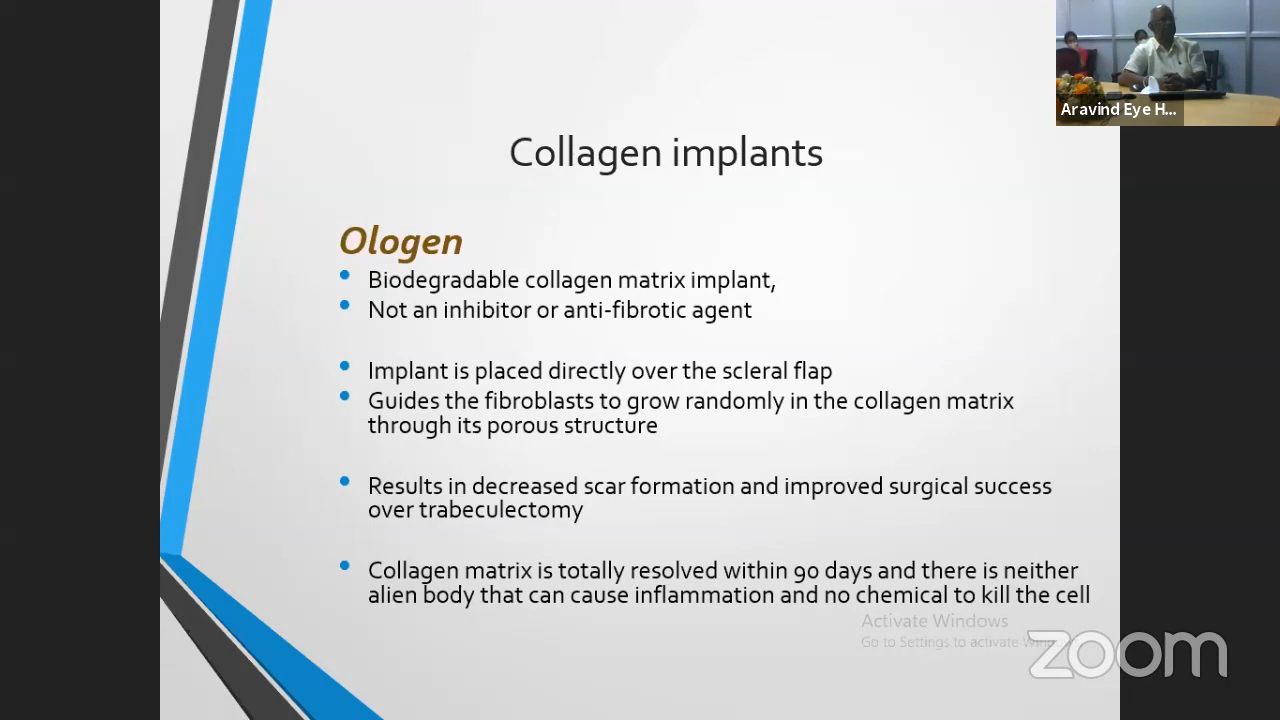 Aravind Eye H...
Collagen implants
Ologen
• Biodegradable collagen matrix implant,
• Not an inhibitor or anti-fibrotic agent
• Implant is placed directly over the scleral flap
• Guides the fibroblasts to grow randomly in the collagen matrix
through its porous structure
• Results in decreased scar formation and improved surgical success
over trabeculectomy
• Collagen matrix is totally resolved within 90 days and there is neither
alien body that can cause inflammation and no chemical to kill the cell
Activate Windows
Go to Settings to activate
zoom